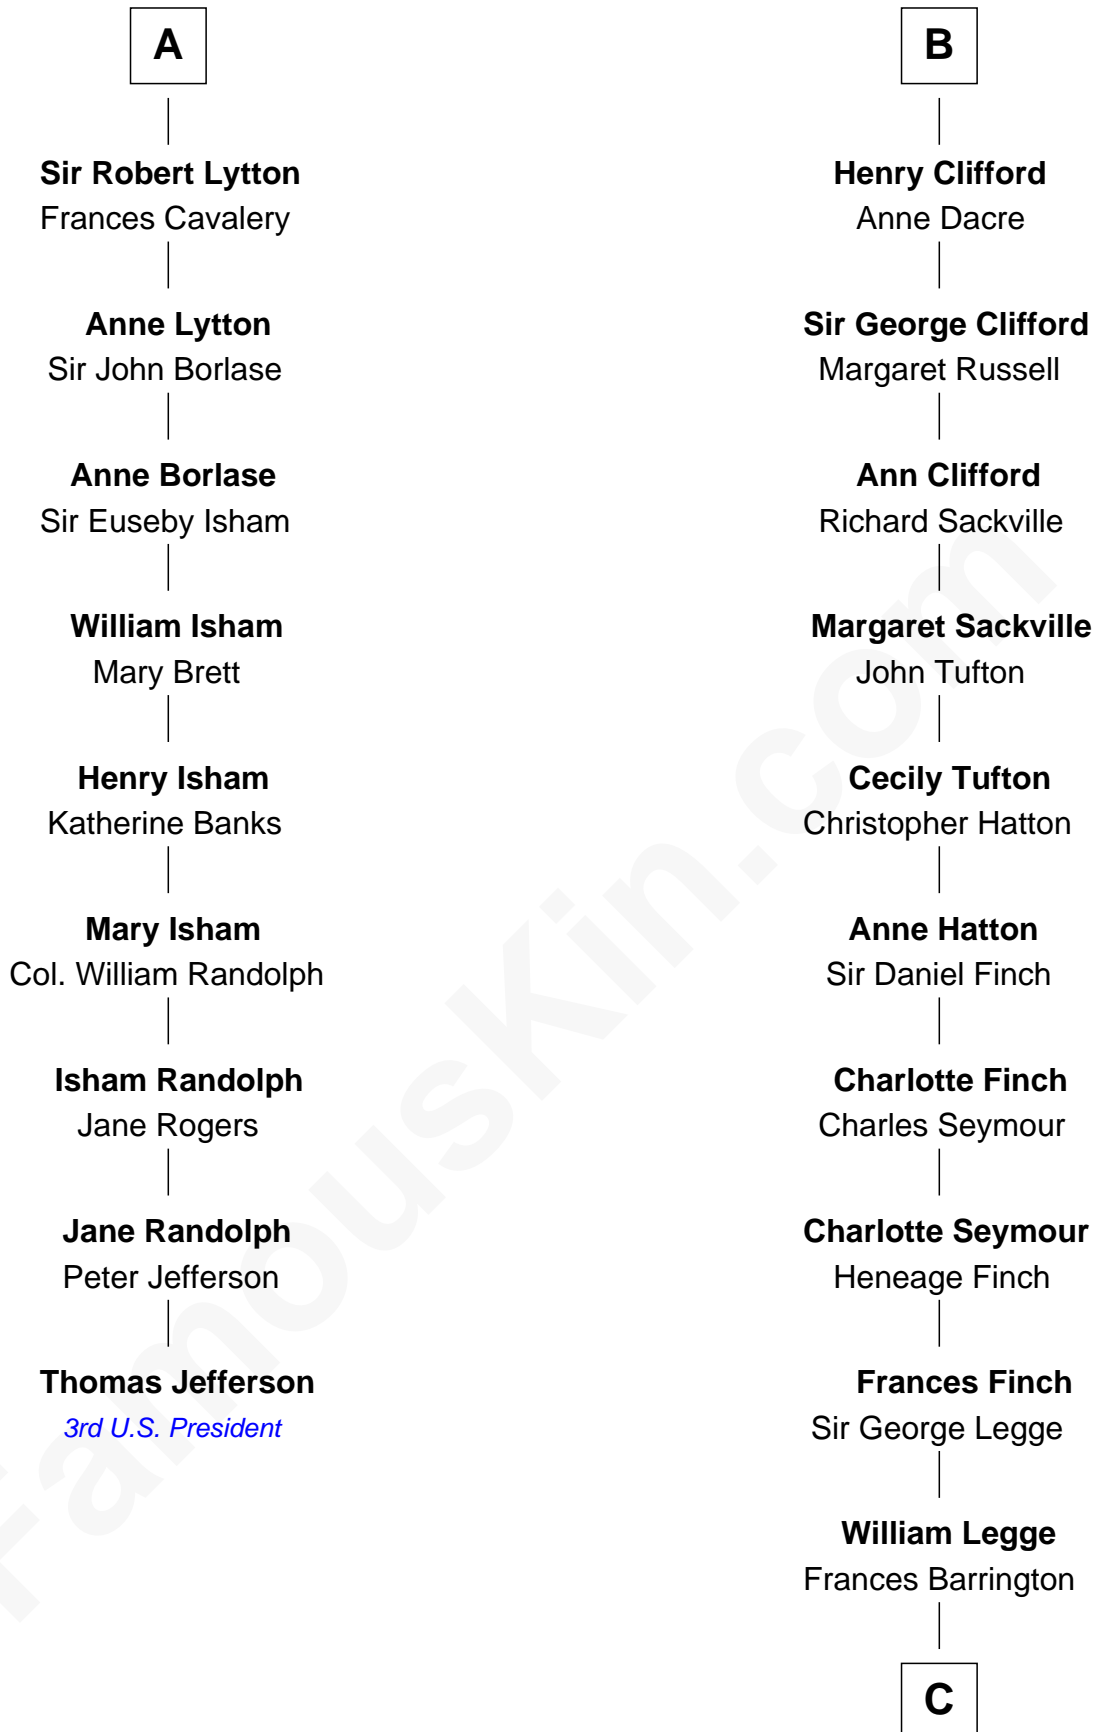 A
Sir Robert Lytton
Frances Cavalery
Anne Lytton
Sir John Borlase
Anne Borlase
Sir Euseby Isham
William Isham
Mary Brett
Henry Isham
Katherine Banks
Mary Isham
Col. William Randolph
Isham Randolph
Jane Rogers
Jane Randolph
Peter Jefferson
Thomas Jefferson
3rd U.S. President
B
Henry Clifford
Anne Dacre
Sir George Clifford
Margaret Russell
Ann Clifford
Richard Sackville
Margaret Sackville
John Tufton
Cecily Tufton
Christopher Hatton
Anne Hatton
Sir Daniel Finch
Charlotte Finch
Charles Seymour
Charlotte Seymour
Heneage Finch
Frances Finch
Sir George Legge
William Legge
Frances Barrington
C
FamousKin.com